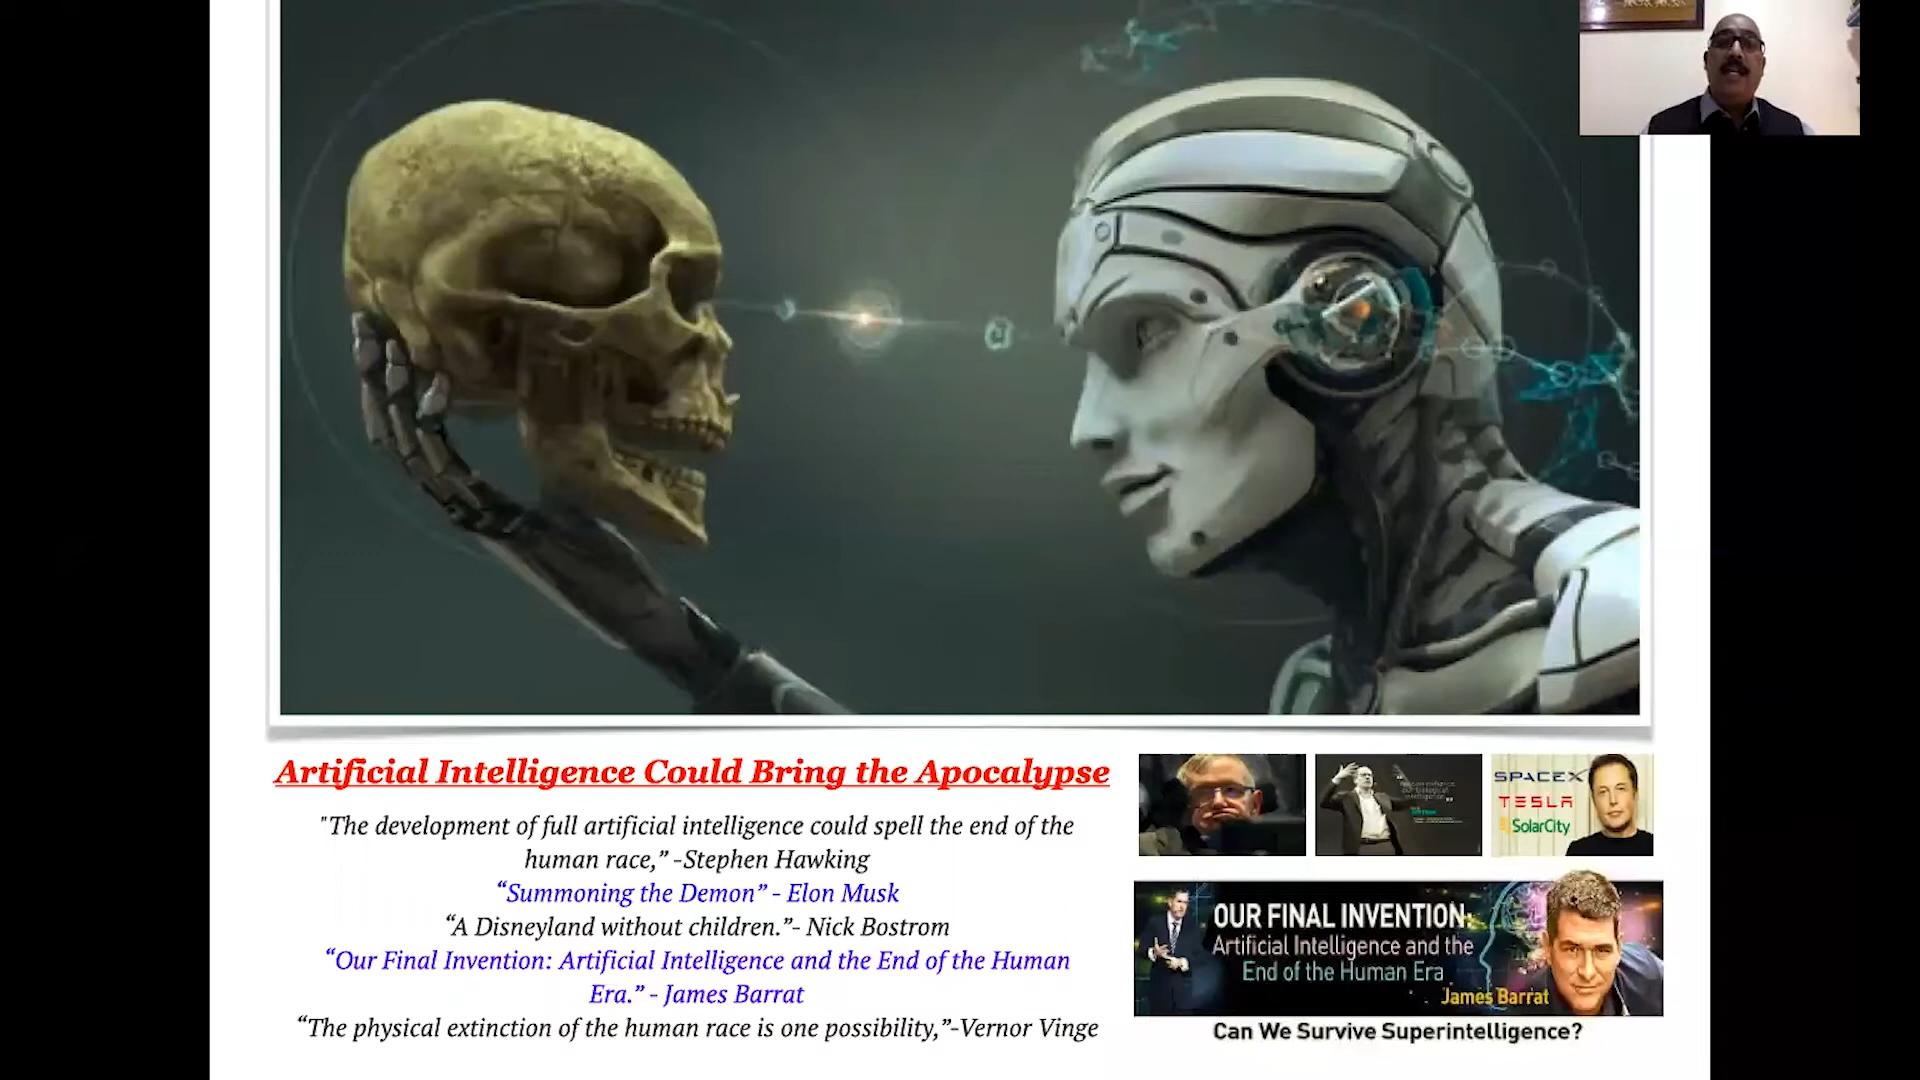 Artificial Intelligence Could Bring the Apocalypse
"The development of full artificial intelligence could spell the end of the
human race,” -Stephen Hawking
“Summoning the Demon” - Elon Musk
“A Disneyland without children.”- Nick Bostrom
“Our Final Invention: Artificial Intelligence and the End of the Human
Era.” - James Barrat
“The physical extinction of the human race is one possibility,”-Vernor Vinge
SPACEX
TESLA
SolarCity
OUR FINAL INVENTION:
Artificial Intelligence and the
End of the Human Era
James Barrat
Can We Survive Superintelligence?